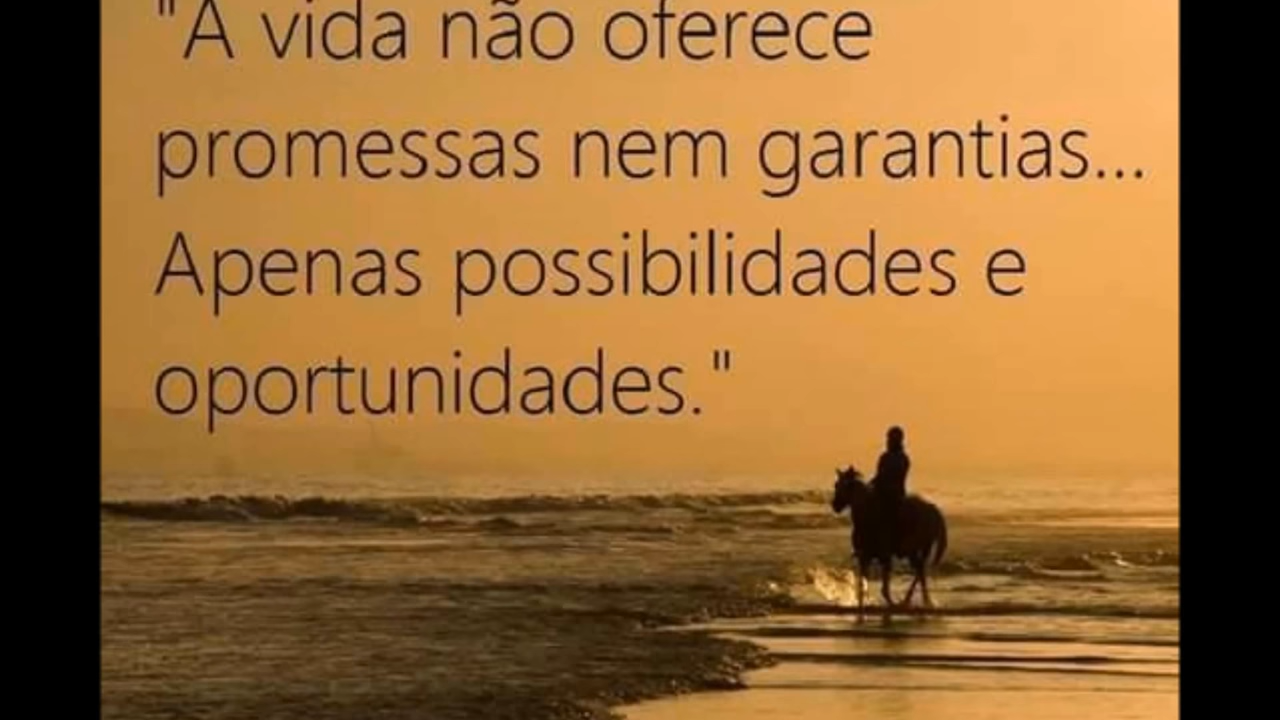 "A vida não oferece
promessas nem garantias...
Apenas possibilidades e
oportunidades."